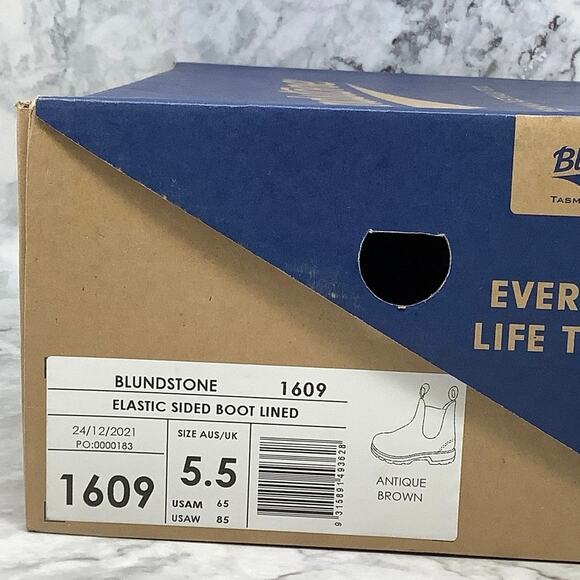 TASM
EVER
LIFE T
BLUNDSTONE 1609
ELASTIC SIDED BOOT LINED
24/12/2021
PO:0000183
1609
SIZE AUS/UK
5.5
USAM 65
USAW 85
9 315891 493628
ANTIQUE
BROWN